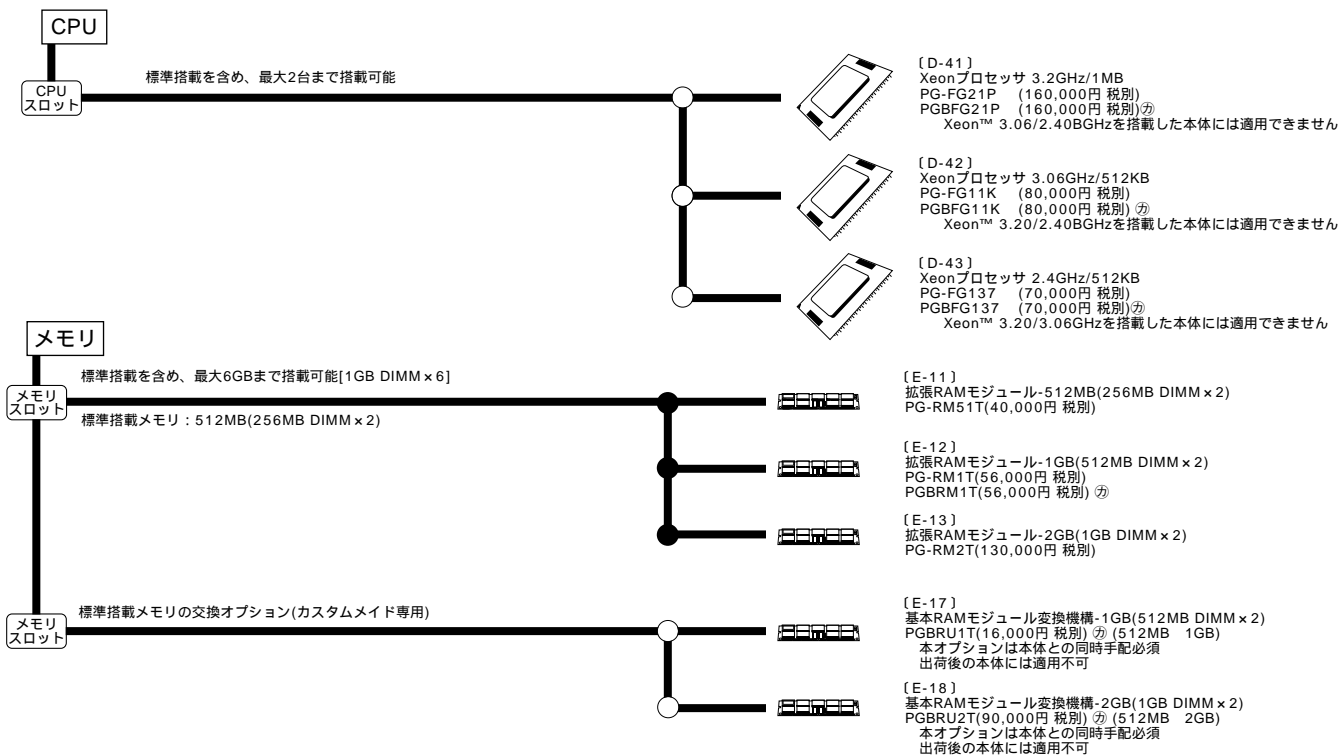 CPU
CPU
スロット
標準搭載を含め、最大2台まで搭載可能
〔D-41〕
Xeonプロセッサ 3.2GHz/1MB
PG-FG21P (160,000円 税別)
PGBFG21P (160,000円 税別)㋕
Xeon™ 3.06/2.40BGHzを搭載した本体には適用できません
〔D-42〕
Xeonプロセッサ 3.06GHz/512KB
PG-FG11K (80,000円 税別)
PGBFG11K (80,000円 税別) ㋕
Xeon™ 3.20/2.40BGHzを搭載した本体には適用できません
〔D-43〕
Xeonプロセッサ 2.4GHz/512KB
PG-FG137 (70,000円 税別)
PGBFG137 (70,000円 税別)㋕
Xeon™ 3.20/3.06GHzを搭載した本体には適用できません
メモリ
メモリ
スロット
標準搭載を含め、最大6GBまで搭載可能[1GB DIMM×6]
標準搭載メモリ：512MB(256MB DIMM×2)
〔E-11〕
拡張RAMモジュール-512MB(256MB DIMM×2)
PG-RM51T(40,000円 税別)
〔E-12〕
拡張RAMモジュール-1GB(512MB DIMM×2)
PG-RM1T(56,000円 税別)
PGBRM1T(56,000円 税別) ㋕
〔E-13〕
拡張RAMモジュール-2GB(1GB DIMM×2)
PG-RM2T(130,000円 税別)
メモリ
スロット
標準搭載メモリの交換オプション(カスタムメイド専用)
〔E-17〕
基本RAMモジュール変換機構-1GB(512MB DIMM×2)
PGBRU1T(16,000円 税別) ㋕ (512MB 1GB)
本オプションは本体との同時手配必須
出荷後の本体には適用不可
〔E-18〕
基本RAMモジュール変換機構-2GB(1GB DIMM×2)
PGBRU2T(90,000円 税別) ㋕ (512MB 2GB)
本オプションは本体との同時手配必須
出荷後の本体には適用不可